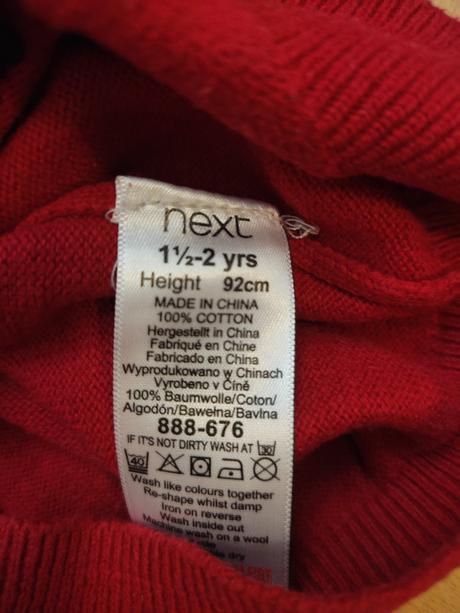 next
1½-2 yrs
Height 92cm
MADE IN CHINA
100% COTTON
Hergestellt in China
Fabriqué en Chine
Fabricado en China
Wyprodukowano w Chinach
Vyrobeno v Číně
100% Baumwolle/Coton/
Algodón/Bawełna/Bavlna
888-676
IF IT'S NOT DIRTY WASH AT 30
40
Wash like colours together
Re-shape whilst damp
Iron on reverse
Wash inside out
Machine wash on a wool
dry